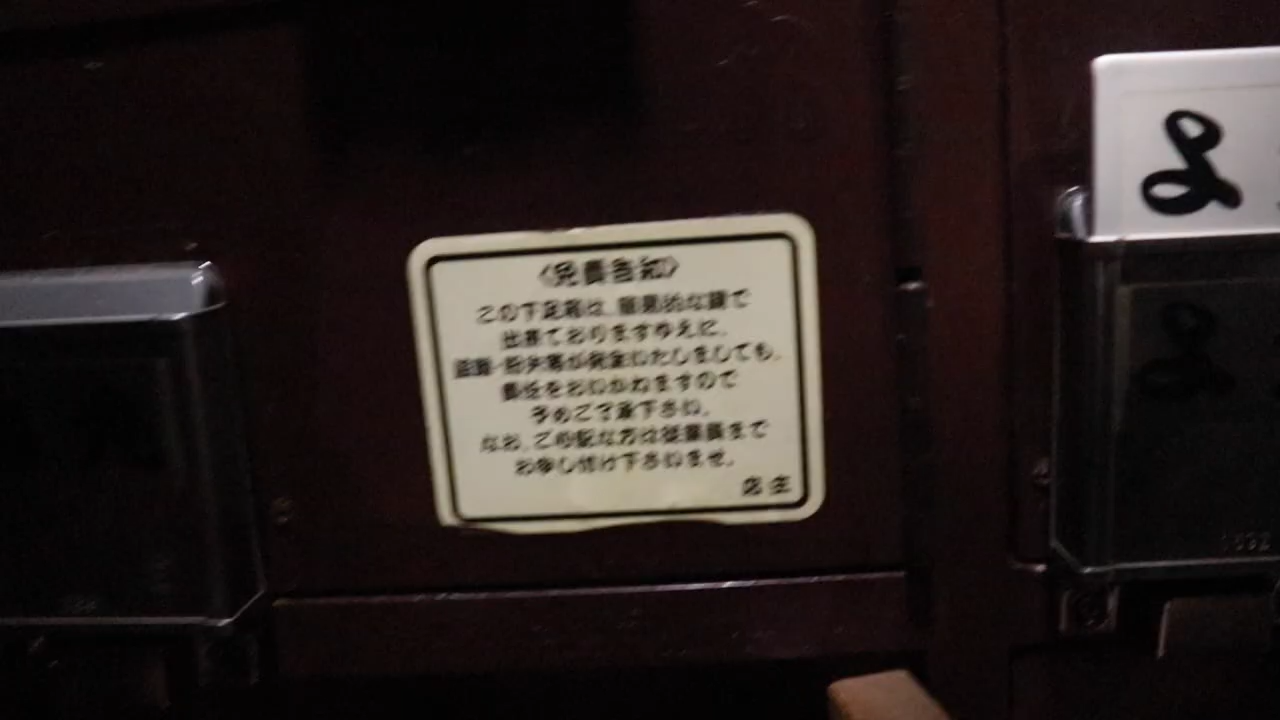 〈免責告知〉
この下足箱は、簡易的な鍵で
出来ておりますゆえに、
盗難・紛失等が発生いたしましても、
責任をおいかねますので
予めご了承下さい。
なお、ご心配な方は従業員まで
お申し付け下さいませ。
店主